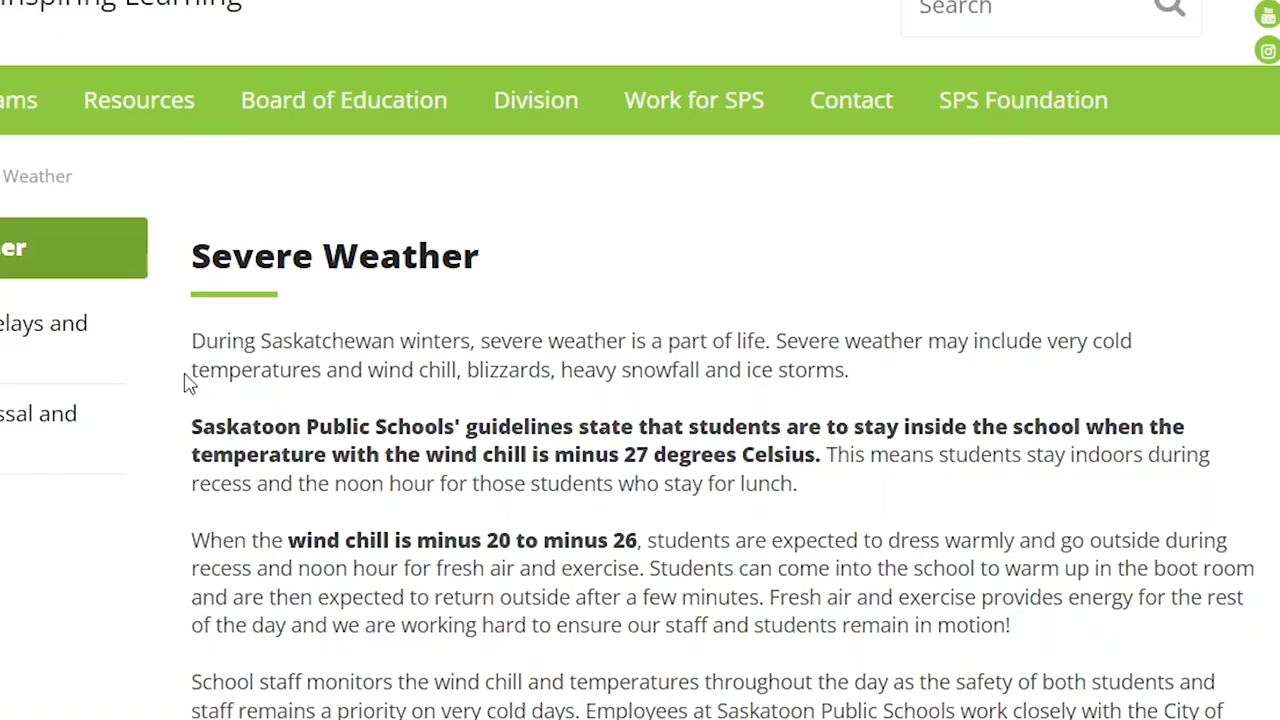 Inspiring Learning
Search
Resources
Board of Education
Division
Work for SPS
Contact
SPS Foundation
Weather
Severe Weather
During Saskatchewan winters, severe weather is a part of life. Severe weather may include very cold
temperatures and wind chill, blizzards, heavy snowfall and ice storms.
and
and
Saskatoon Public Schools' guidelines state that students are to stay inside the school when the
temperature with the wind chill is minus 27 degrees Celsius. This means students stay indoors during
recess and the noon hour for those students who stay for lunch.
When the wind chill is minus 20 to minus 26, students are expected to dress warmly and go outside during
recess and noon hour for fresh air and exercise. Students can come into the school to warm up in the boot room
and are then expected to return outside after a few minutes. Fresh air and exercise provides energy for the rest
of the day and we are working hard to ensure our staff and students remain in motion!
School staff monitors the wind chill and temperatures throughout the day as the safety of both students and
staff remains a priority on very cold days. Employees at Saskatoon Public Schools work closely with the City of